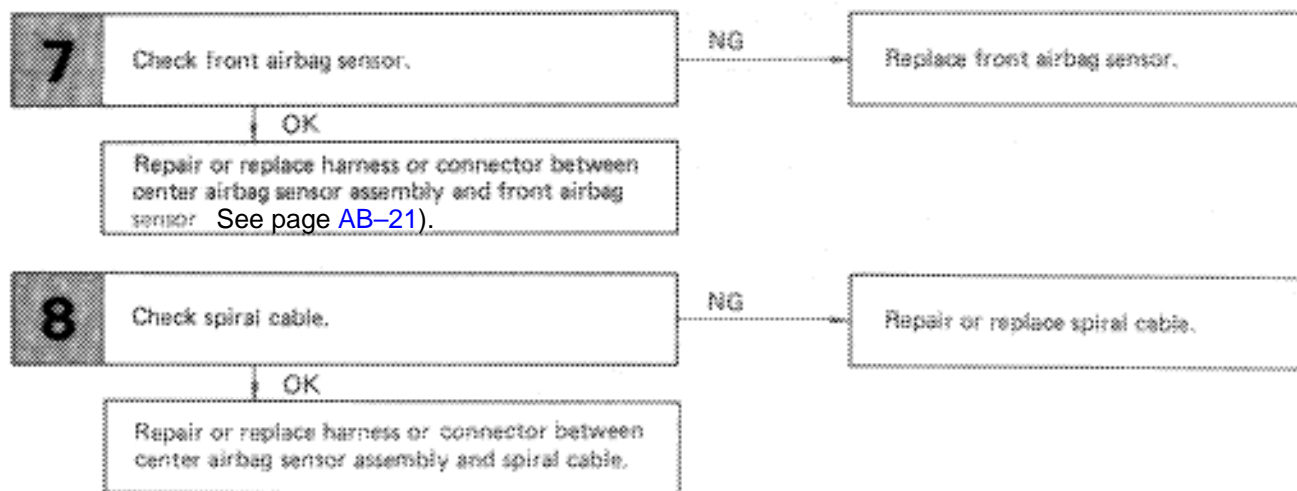 7
Check front airbag sensor.
NG
Replace front airbag sensor.
OK
Repair or replace harness or connector between
center airbag sensor assembly and front airbag
sensor See page AB–21).
8
Check spiral cable.
NG
Repair or replace spiral cable.
OK
Repair or replace harness or connector between
center airbag sensor assembly and spiral cable.